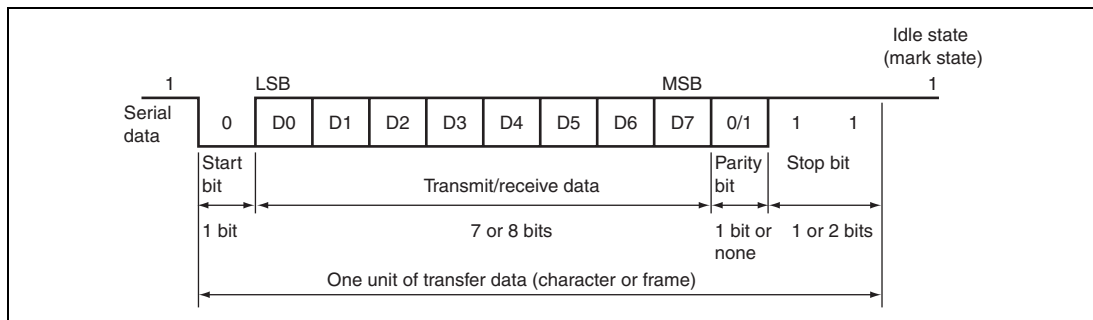 Idle state
(mark state)
1 LSB MSB 1
Serial
data
0 D0 D1 D2 D3 D4 D5 D6 D7 0/1 1 1
Start
bit
Transmit/receive data
Parity
bit
Stop bit
1 bit
7 or 8 bits
1 bit or
none
1 or 2 bits
One unit of transfer data (character or frame)